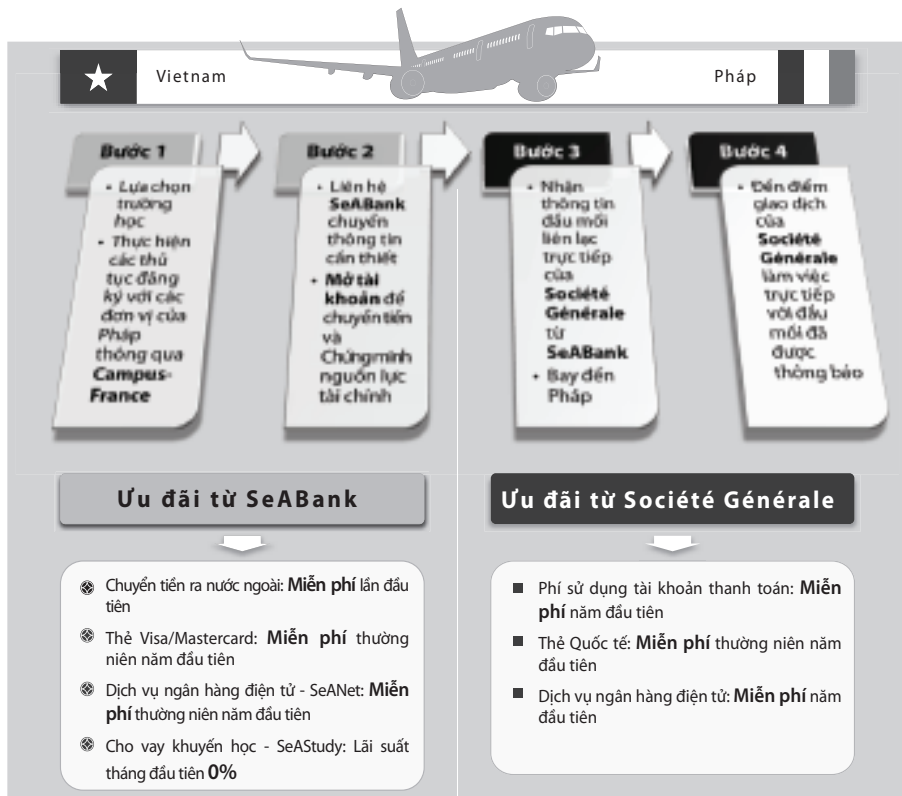 Vietnam
Pháp
Bước 1
• Lựa chọn
trường
học
• Thực hiện
các thủ
tục đăng
ký với các
đơn vị của
Pháp
thông qua
Campus-
France
Bước 2
• Liên hệ
SeABank
chuyển
thông tin
cần thiết
• Mở tài
khoản để
chuyển tiền
và
Chứng minh
nguồn lực
tài chính
Bước 3
• Nhận
thông tin
đầu mối
liên lạc
trực tiếp
của
Société
Générale
từ
SeABank
• Bay đến
Pháp
Bước 4
• Đến điểm
giao dịch
của
Société
Générale
làm việc
trực tiếp
với đầu
mối đã
được
thông báo
Ưu đãi từ SeABank
Chuyển tiền ra nước ngoài: Miễn phí lần đầu
tiên
Thẻ Visa/Mastercard: Miễn phí thường
niên năm đầu tiên
Dịch vụ ngân hàng điện tử - SeANet: Miễn
phí thường niên năm đầu tiên
Cho vay khuyến học - SeAStudy: Lãi suất
tháng đầu tiên 0%
Ưu đãi từ Société Générale
Phí sử dụng tài khoản thanh toán: Miễn
phí năm đầu tiên
Thẻ Quốc tế: Miễn phí thường niên năm
đầu tiên
Dịch vụ ngân hàng điện tử: Miễn phí năm
đầu tiên